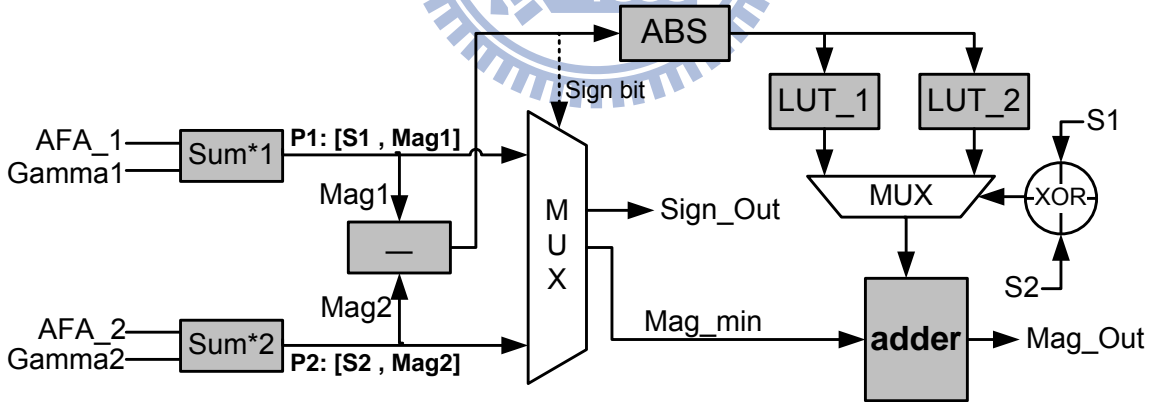 ABS
Sign bit
LUT_1
LUT_2
AFA_1
Gamma1
Sum*1
P1: [S1 , Mag1]
S1
Mag1
MUX
XOR
M
U
X
Sign_Out
—
Mag2
S2
Mag_min
adder
Mag_Out
AFA_2
Gamma2
Sum*2
P2: [S2 , Mag2]